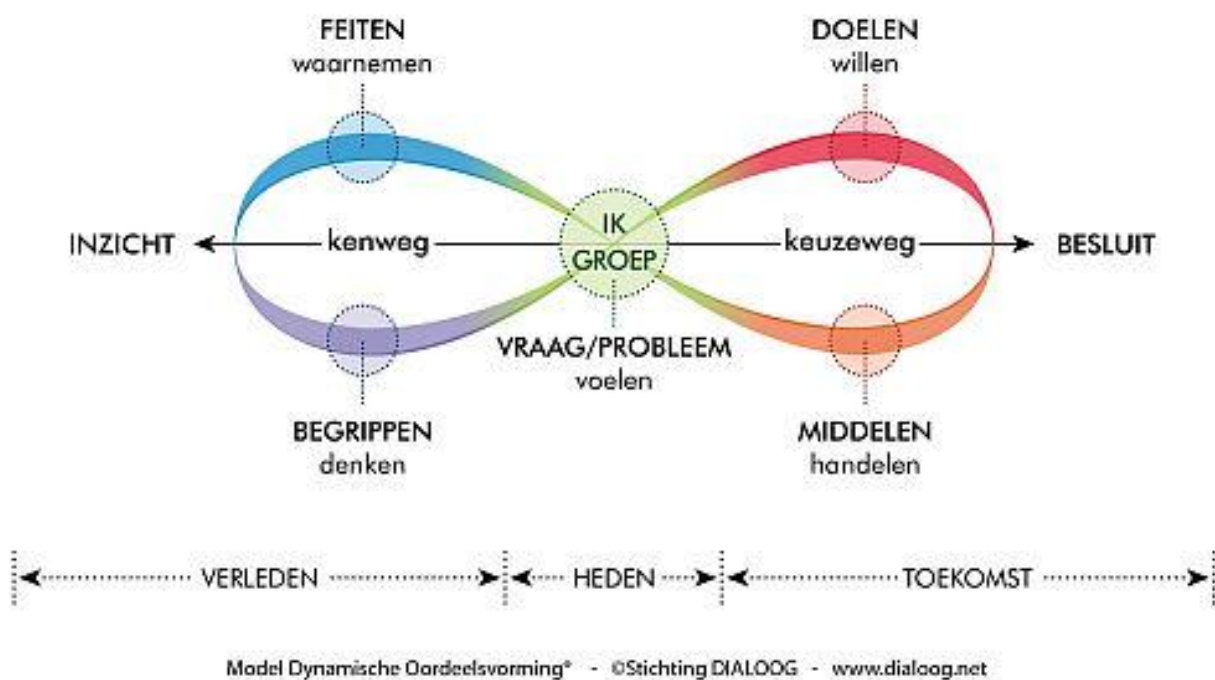 FEITEN
waarnemen
DOELEN
willen
INZICHT
kenweg
IK
GROEP
keuzeweg
BESLUIT
VRAAG/PROBLEEM
voelen
BEGRIPPEN
denken
MIDDELEN
handelen
VERLEDEN
HEDEN
TOEKOMST
Model Dynamische Oordeelsvorming® - ©Stichting DIALOOG - www.dialoog.net